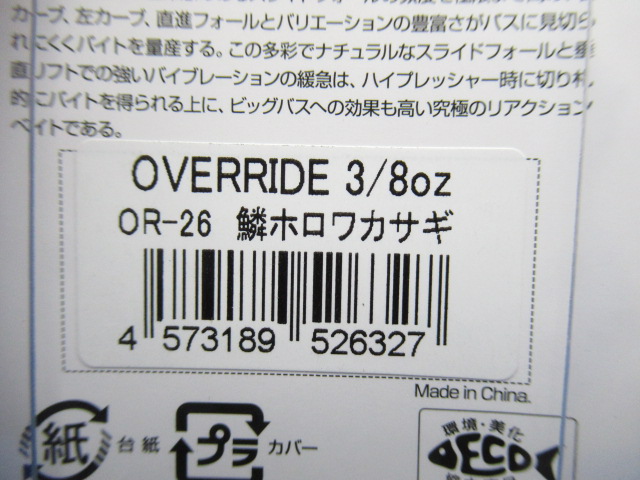 カーブ、左カーブ、直進フォールとバリエーションの豊富さがバスに見切ら
れにくくバイトを量産する。この多彩でナチュラルなスライドフォールと垂
直リフトでの強いバイブレーションの緩急は、ハイプレッシャー時に切り札
的にバイトを得られる上に、ビッグバスへの効果も高い究極のリアクション
ベイトである。
OVERRIDE 3/8oz
OR-26 鱗ホロワカサギ
4 573189 526327
Made in China.
紙 台紙 プラ カバー
環境・美化
ECO